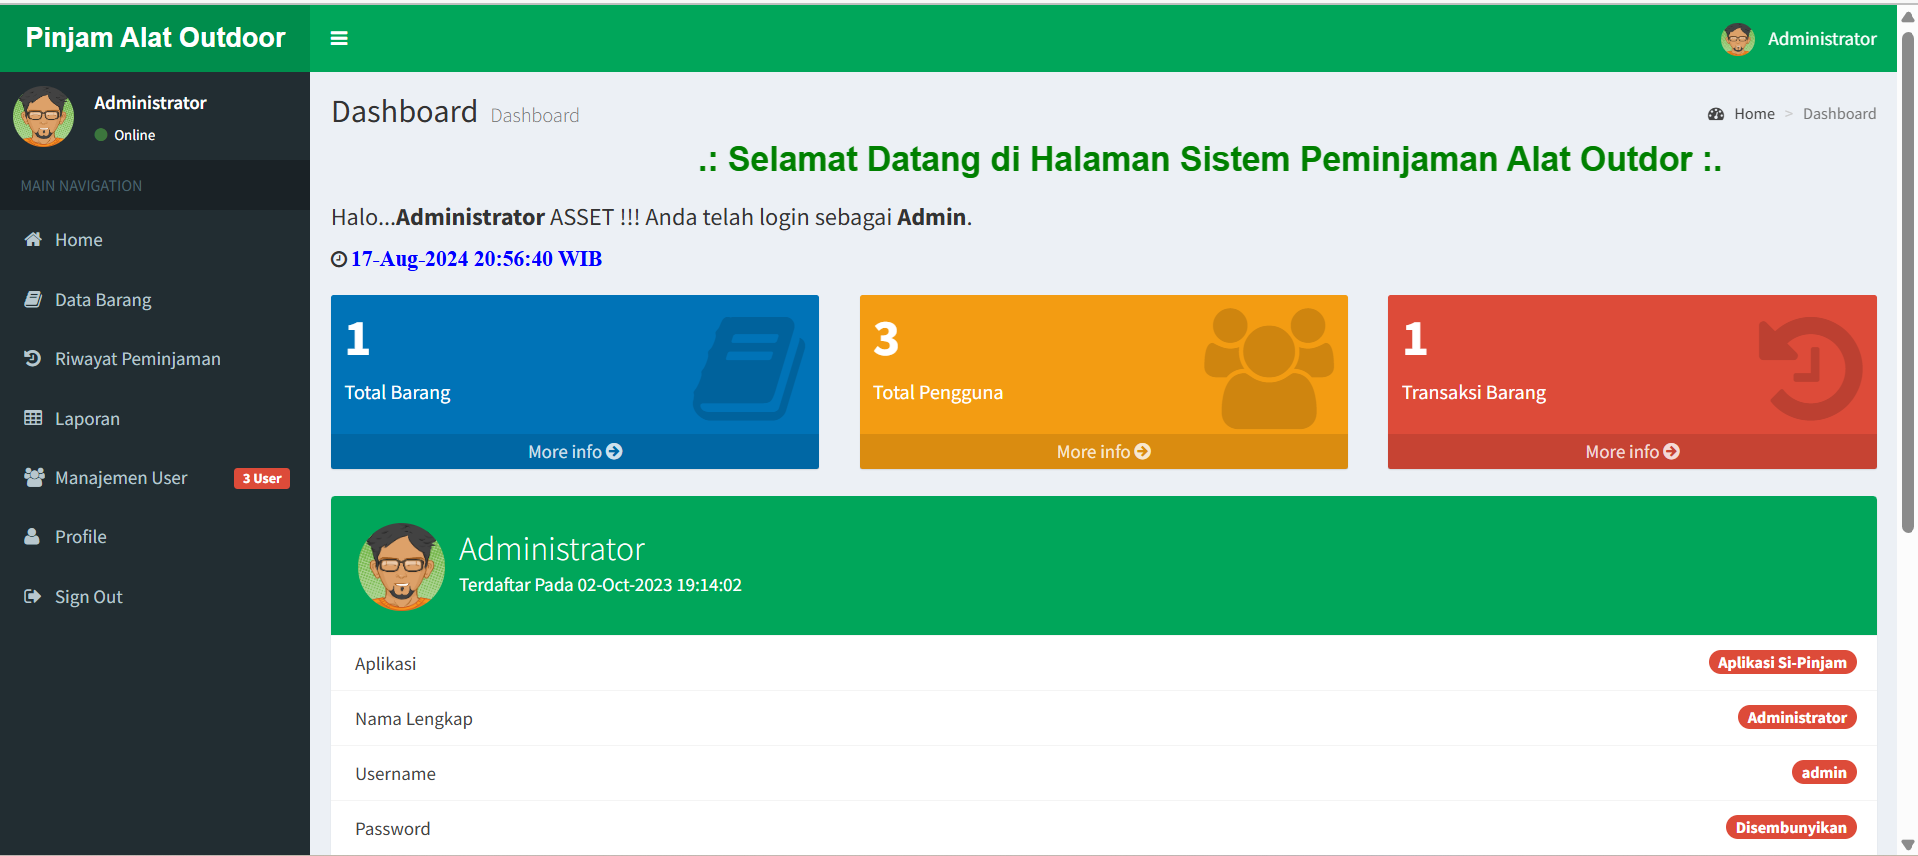 Pinjam Alat Outdoor
Administrator
Administrator
Online
MAIN NAVIGATION
Home
Data Barang
Riwayat Peminjaman
Laporan
Manajemen User 3 User
Profile
Sign Out
Dashboard Dashboard
Home > Dashboard
.: Selamat Datang di Halaman Sistem Peminjaman Alat Outdor :.
Halo...Administrator ASSET !!! Anda telah login sebagai Admin.
17-Aug-2024 20:56:40 WIB
1
Total Barang
More info
3
Total Pengguna
More info
1
Transaksi Barang
More info
Administrator
Terdaftar Pada 02-Oct-2023 19:14:02
Aplikasi Aplikasi Si-Pinjam
Nama Lengkap Administrator
Username admin
Password Disembunyikan